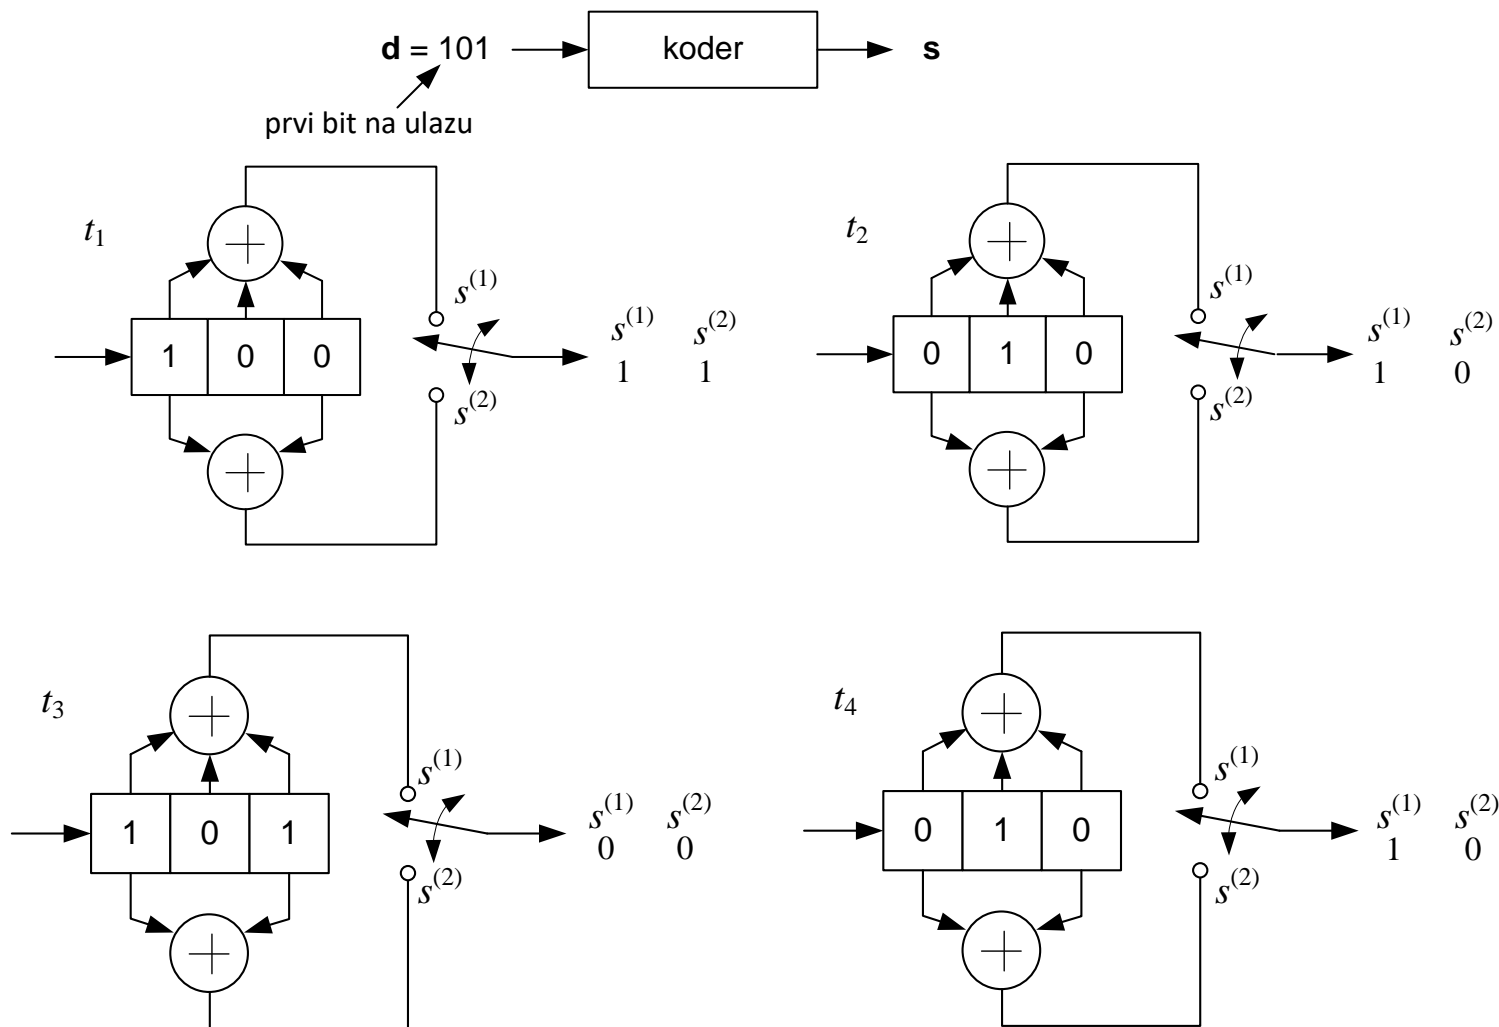 d = 101 koder s
prvi bit na ulazu
t₁
s⁽¹⁾
s⁽¹⁾ s⁽²⁾
1 0 0
1 1
s⁽²⁾
t₂
s⁽¹⁾
s⁽¹⁾ s⁽²⁾
0 1 0
1 0
s⁽²⁾
t₃
s⁽¹⁾
s⁽¹⁾ s⁽²⁾
1 0 1
0 0
s⁽²⁾
t₄
s⁽¹⁾
s⁽¹⁾ s⁽²⁾
0 1 0
1 0
s⁽²⁾